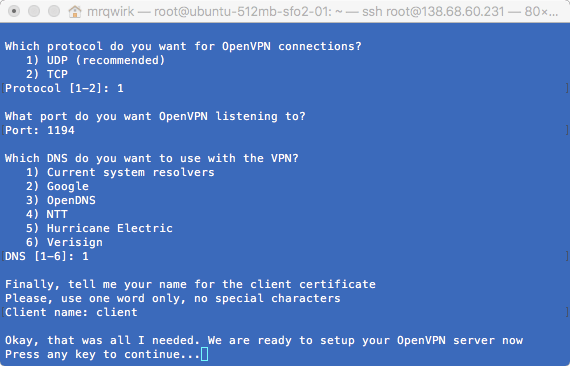 mrqwirk — root@ubuntu-512mb-sfo2-01: ~ — ssh root@138.68.60.231 — 80×...
Which protocol do you want for OpenVPN connections?
1) UDP (recommended)
2) TCP
Protocol [1-2]: 1
What port do you want OpenVPN listening to?
Port: 1194
Which DNS do you want to use with the VPN?
1) Current system resolvers
2) Google
3) OpenDNS
4) NTT
5) Hurricane Electric
6) Verisign
DNS [1-6]: 1
Finally, tell me your name for the client certificate
Please, use one word only, no special characters
Client name: client
Okay, that was all I needed. We are ready to setup your OpenVPN server now
Press any key to continue...